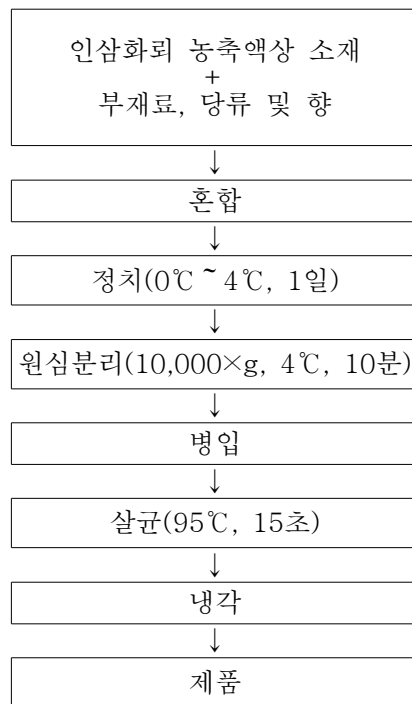 인삼화뢰 농축액상 소재
+
부재료, 당류 및 향
↓
혼합
↓
정치(0℃ ~ 4℃, 1일)
↓
원심분리(10,000×g, 4℃, 10분)
↓
병입
↓
살균(95℃, 15초)
↓
냉각
↓
제품